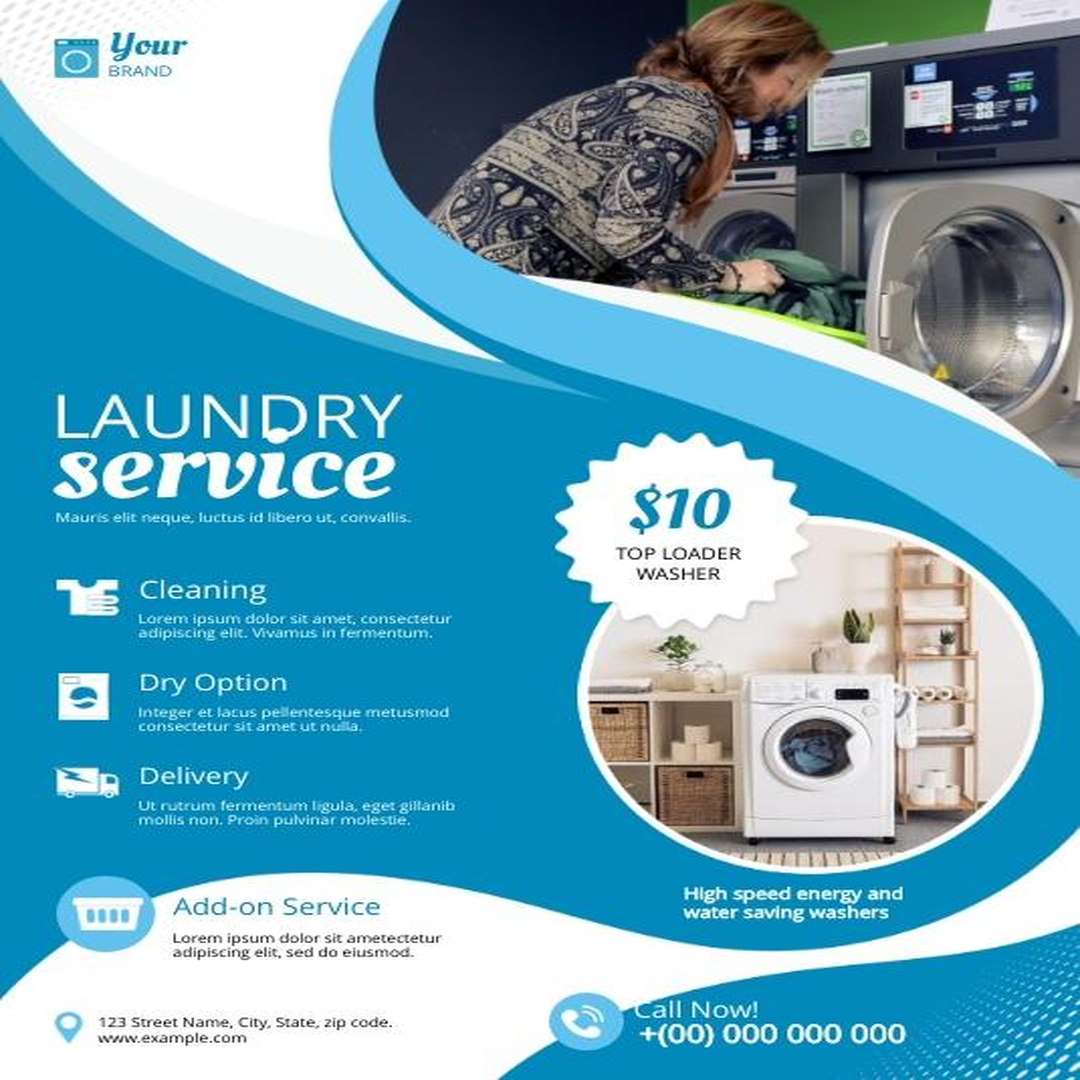 Your
BRAND
LAUNDRY
service
Mauris elit neque, luctus id libero ut, convallis.
$10
TOP LOADER
WASHER
Cleaning
Lorem ipsum dolor sit amet, consectetur
adipiscing elit. Vivamus in fermentum.
Dry Option
Integer et lacus pellentesque metusmod
consectetur sit amet ut nulla.
Delivery
Ut rutrum fermentum ligula, eget gillanib
mollis non. Proin pulvinar molestie.
High speed energy and
water saving washers
Add-on Service
Lorem ipsum dolor sit ametectetur
adipiscing elit, sed do eiusmod.
123 Street Name, City, State, zip code.
www.example.com
Call Now!
+(00) 000 000 000